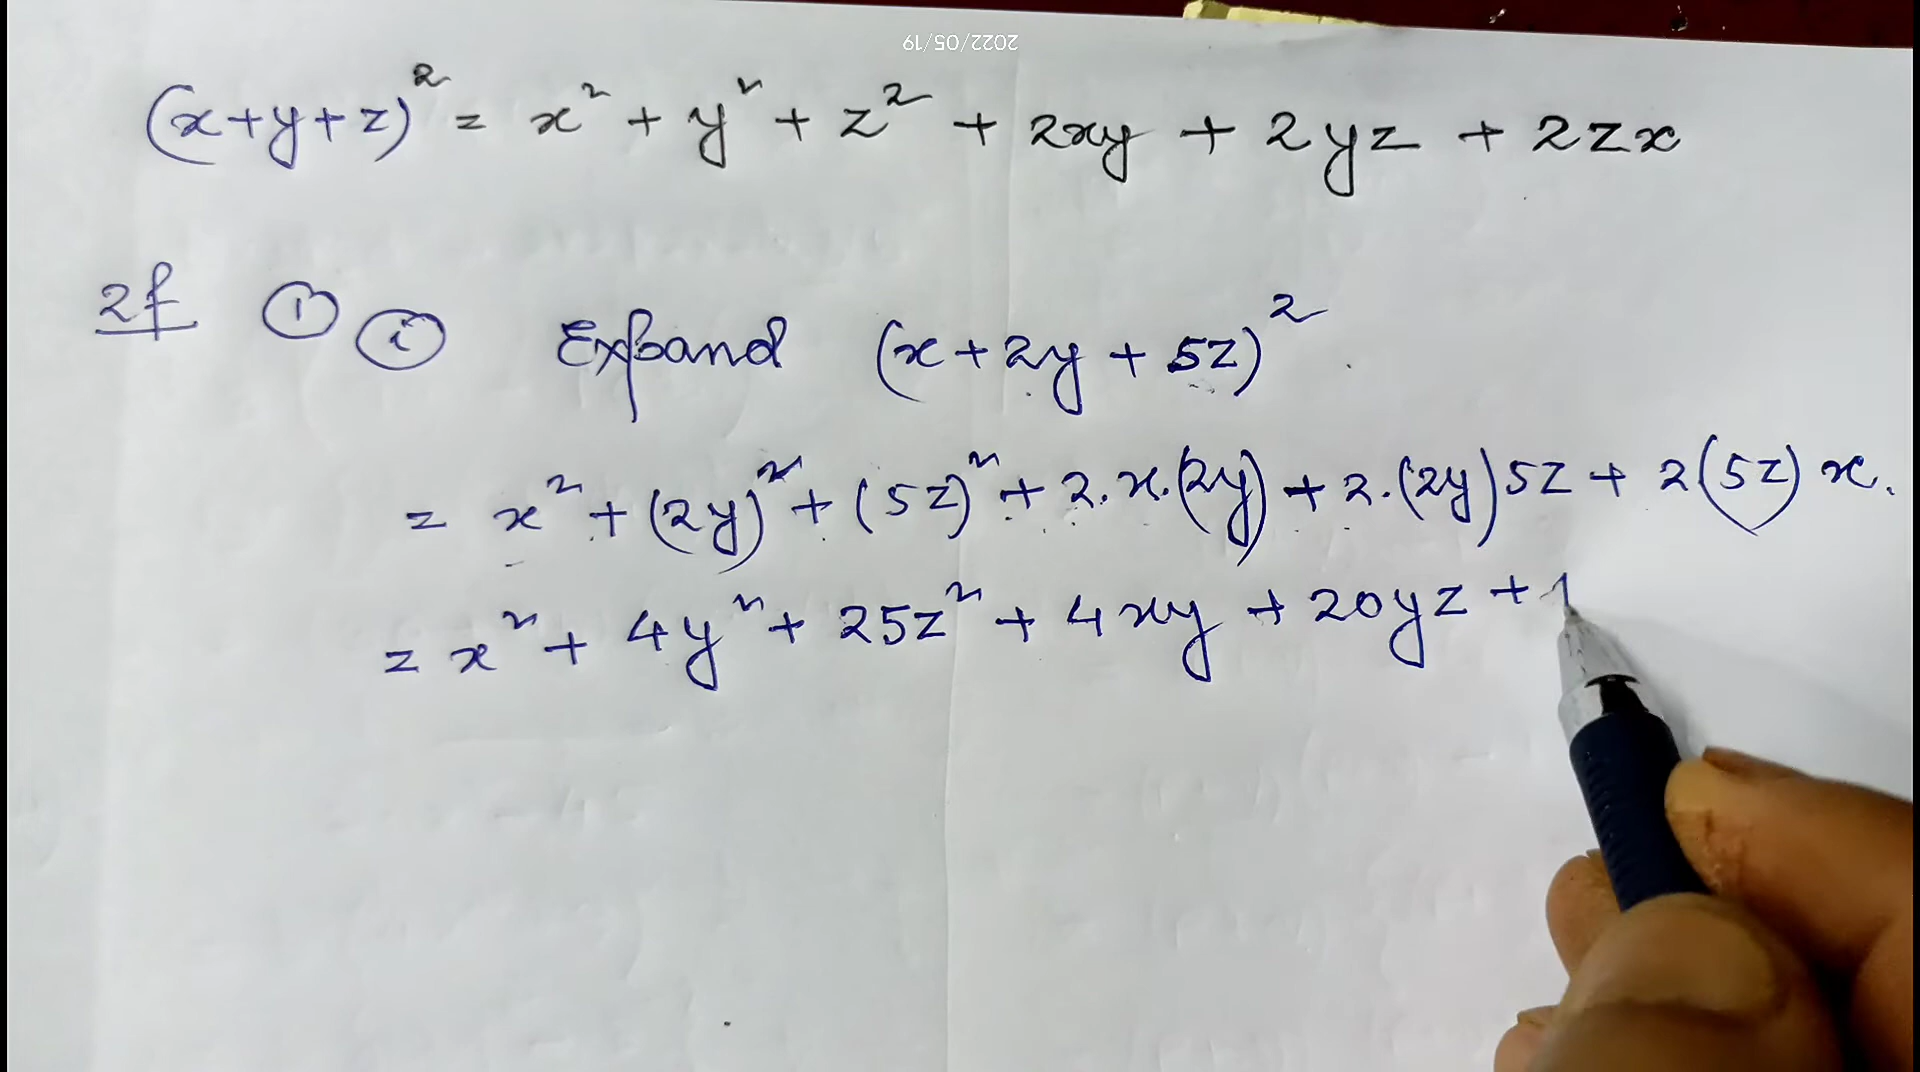 2022/05/19
(x+y+z)² = x² + y² + z² + 2xy + 2yz + 2zx
2f ① ⓘ Expand (x+2y+5z)²
= x² + (2y)² + (5z)² + 2.x.(2y) + 2.(2y)5z + 2(5z)x.
= x² + 4y² + 25z² + 4xy + 20yz + 1